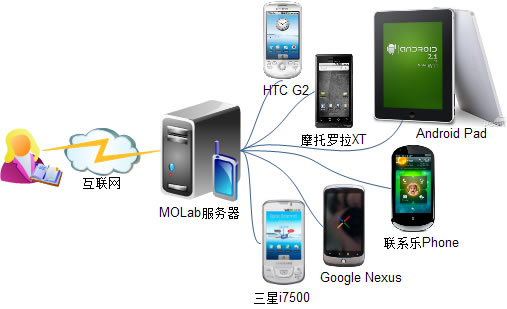 HTC G2
摩托罗拉XT
ANDROID
2.1
Android Pad
互联网
MOLab服务器
联系乐Phone
Google Nexus
三星i7500